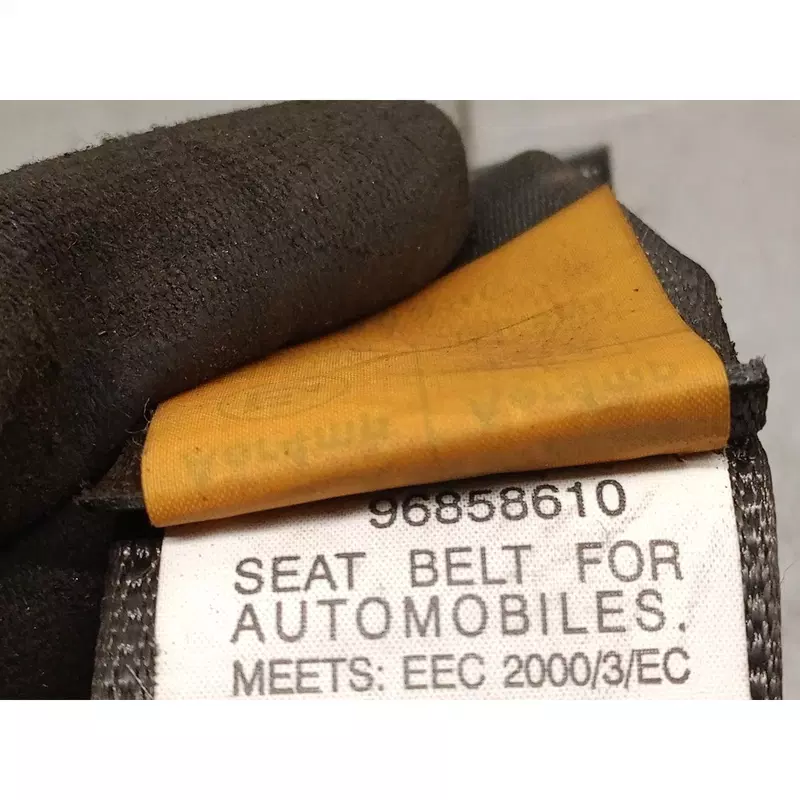 96858610
SEAT BELT FOR
AUTOMOBILES.
MEETS: EEC 2000/3/EC